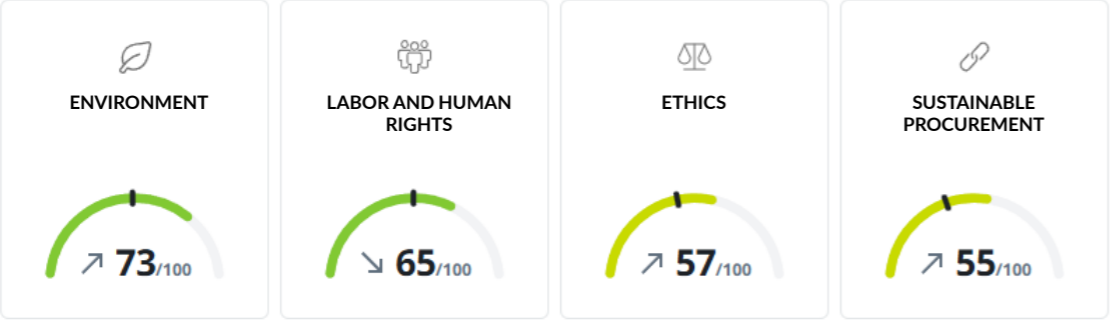 ENVIRONMENT
73/100
LABOR AND HUMAN
RIGHTS
65/100
ETHICS
57/100
SUSTAINABLE
PROCUREMENT
55/100